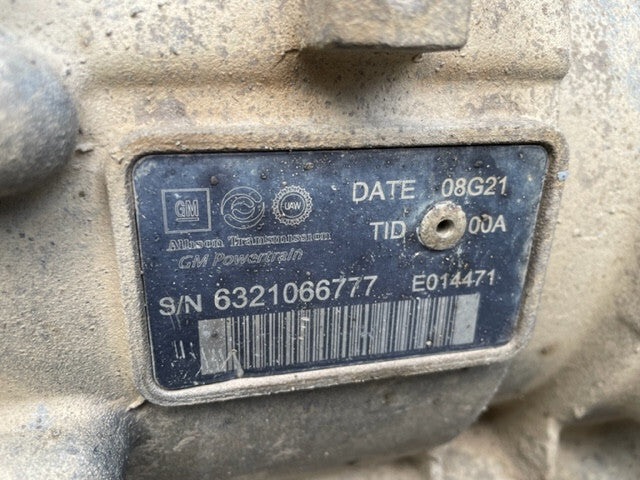 DATE 08G21
GM UAW
TID 00A
Allison Transmission
GM Powertrain
S/N 6321066777 E014471